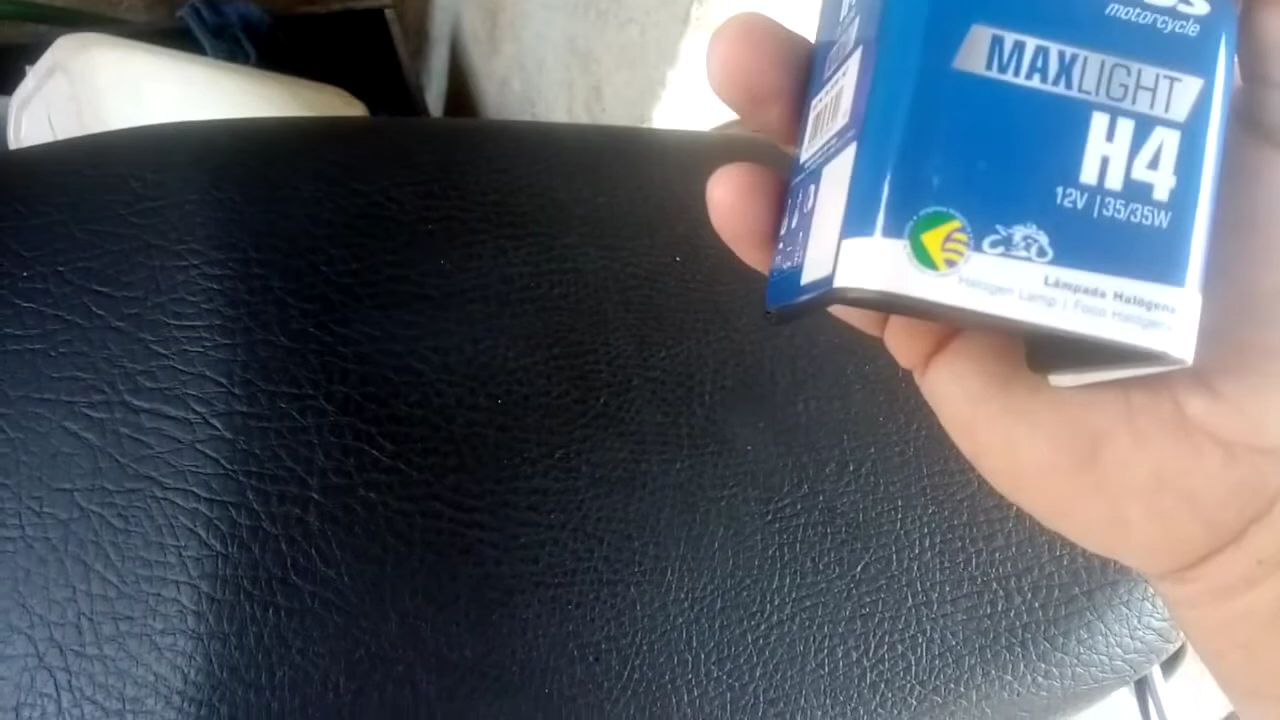 motorcycle
MAXLIGHT
H4
12V | 35/35W
Lâmpada Halógena
Halogen Lamp | Foco Halógeno